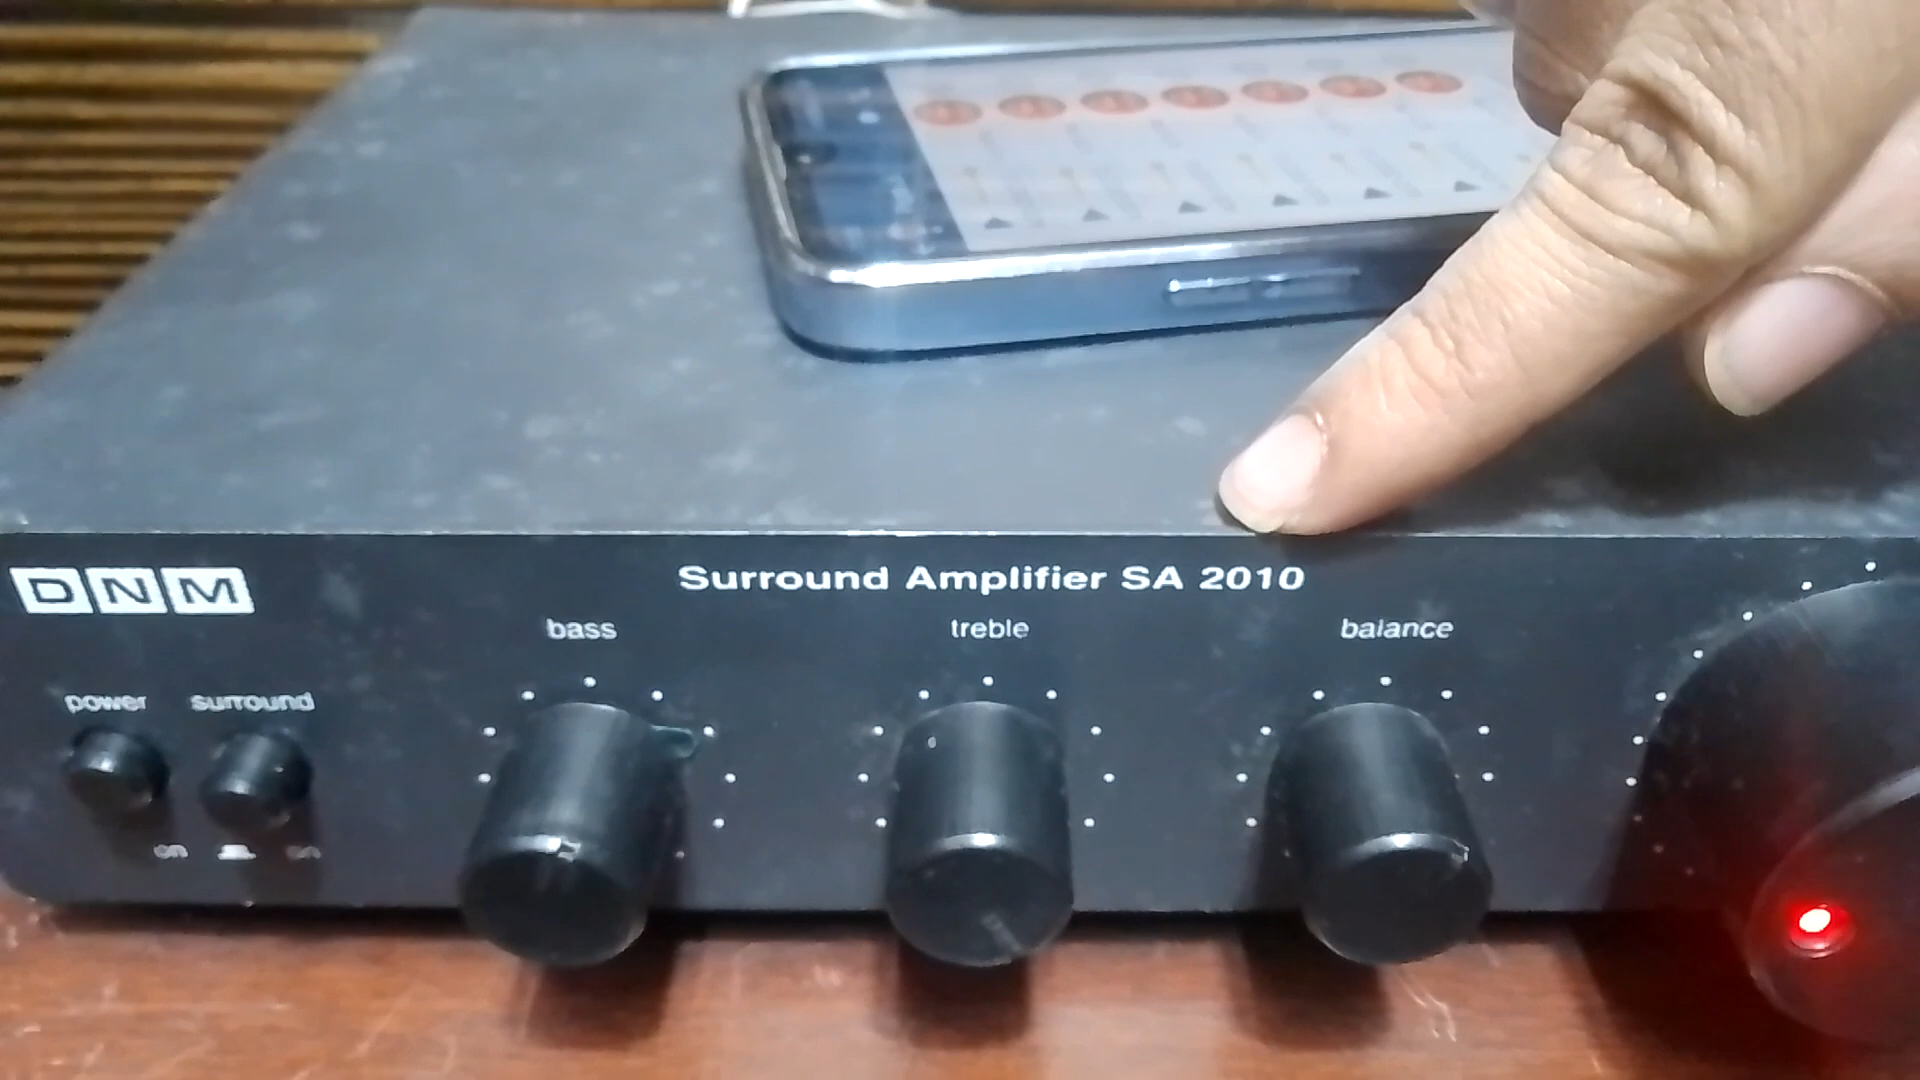 DNM
Surround Amplifier SA 2010
bass
treble
balance
power
surround
on
on